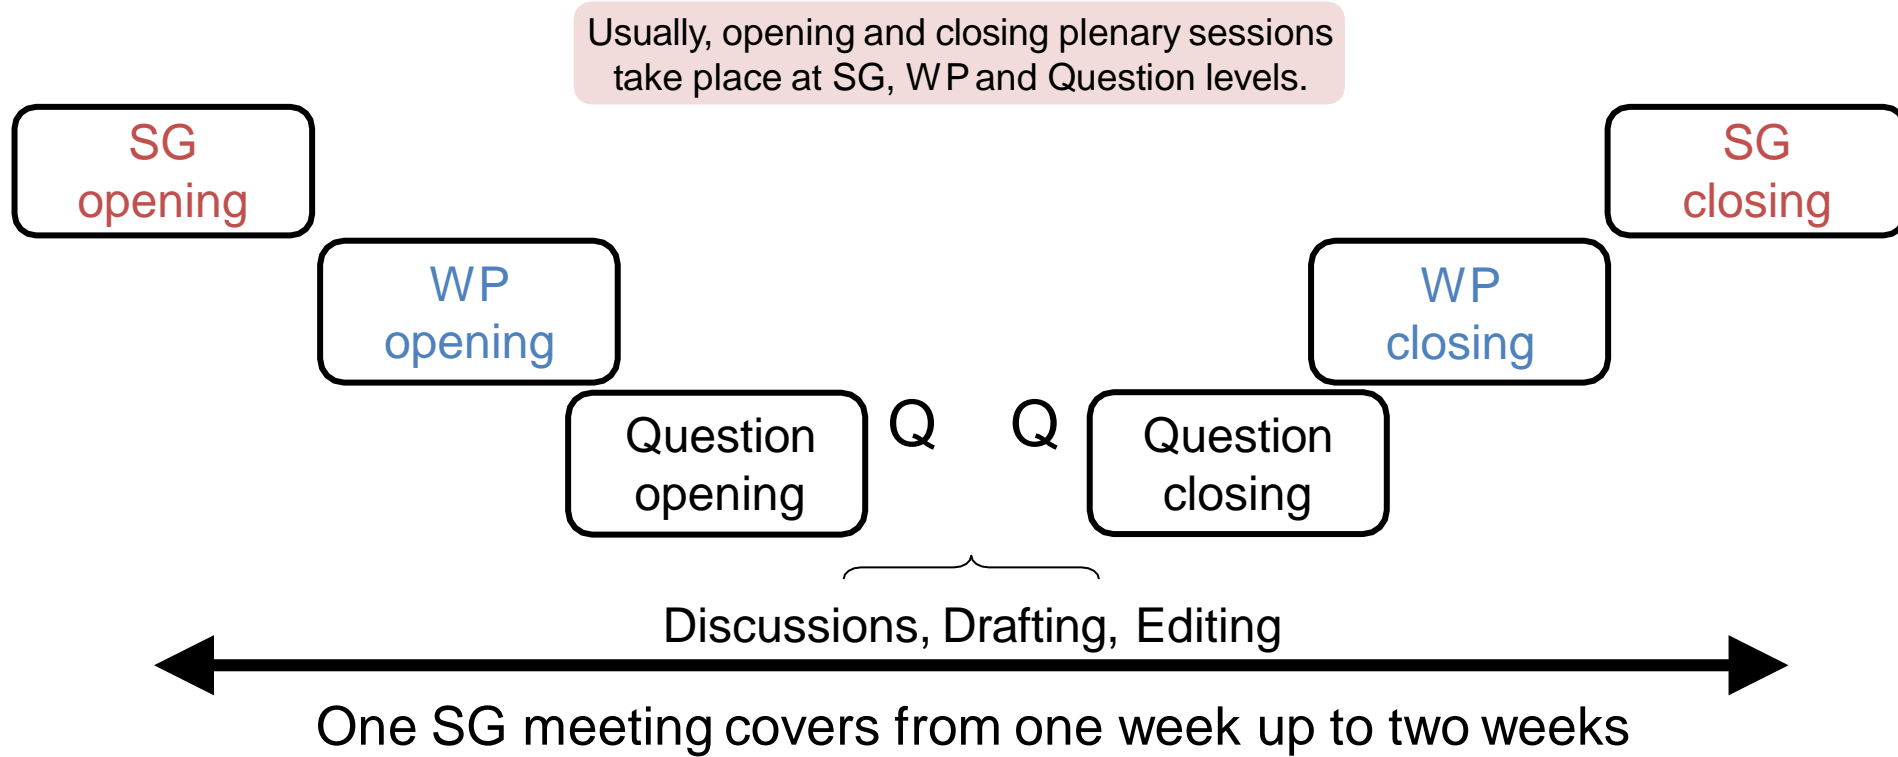 Usually, opening and closing plenary sessions
take place at SG, WP and Question levels.
SG
opening
WP
opening
Question
opening
Q
Q
Question
closing
WP
closing
SG
closing
Discussions, Drafting, Editing
One SG meeting covers from one week up to two weeks